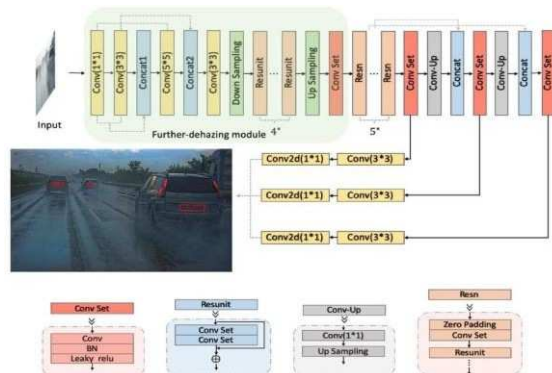 Input
Conv(1*1)
Conv(3*3)
Concat1
Conv(5*5)
Concat2
Conv(3*3)
Down Sampling
Resunit
Resunit
Up Sampling
Conv Set
Resn
Resn
Conv Set
Conv-Up
Concat
Conv Set
Conv-Up
Concat
Conv Set
Further-dehazing module
4*
5*
Conv2d(1*1) Conv(3*3)
Conv2d(1*1) Conv(3*3)
Conv2d(1*1) Conv(3*3)
Conv Set
Conv
BN
Leaky relu
Resunit
Conv Set
Conv Set
Conv-Up
Conv(1*1)
Up Sampling
Resn
Zero Padding
Conv Set
Resunit